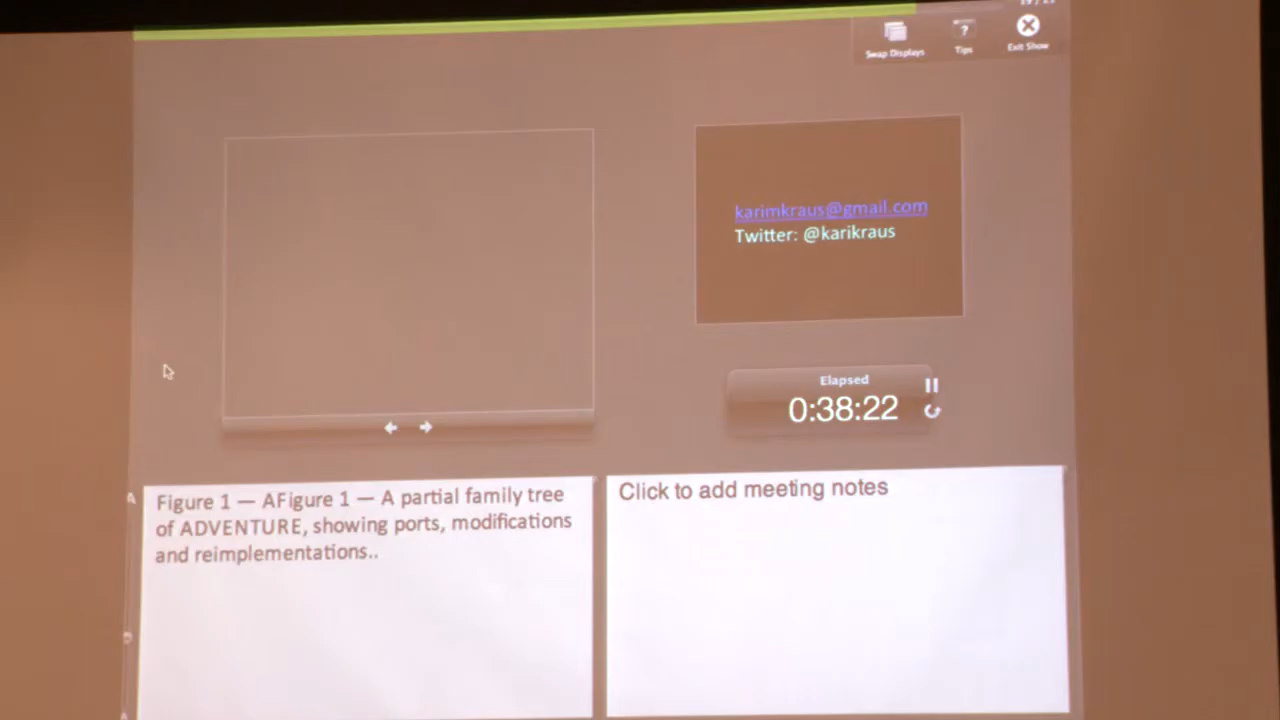 Swap Displays
Tips
Exit Show
karimkraus@gmail.com
Twitter: @karikraus
Elapsed
0:38:22
Figure 1 — AFigure 1 — A partial family tree
of ADVENTURE, showing ports, modifications
and reimplementations..
Click to add meeting notes